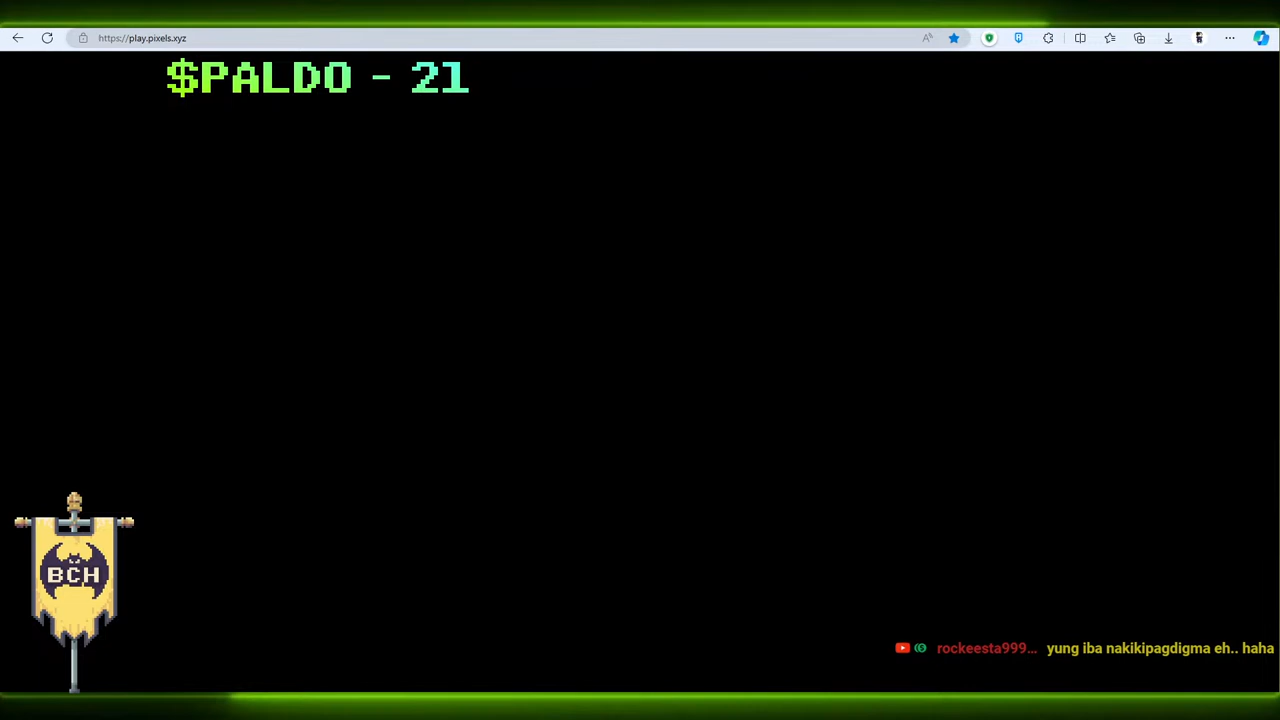 https://play.pixels.xyz
$PALDO - 21
BCH
rockeesta999... yung iba nakikipagdigma eh.. haha